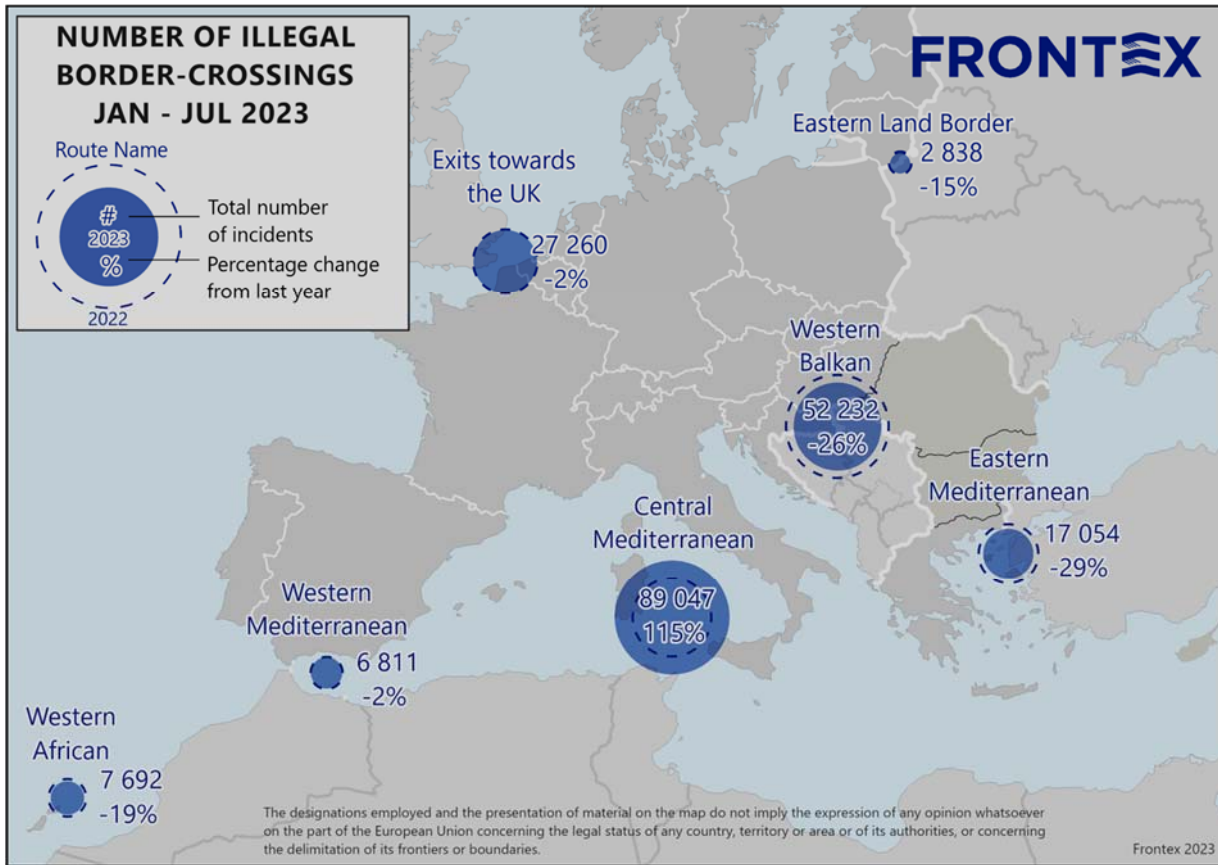 NUMBER OF ILLEGAL
BORDER-CROSSINGS
JAN - JUL 2023
Route Name
#
2023
%
Total number
of incidents
Percentage change
from last year
2022
FRONTEX
Eastern Land Border
2 838
-15%
Exits towards
the UK
27 260
-2%
Western
Balkan
52 232
-26%
Eastern
Mediterranean
17 054
-29%
Central
Mediterranean
89 047
115%
Western
Mediterranean
6 811
-2%
Western
African
7 692
-19%
The designations employed and the presentation of material on the map do not imply the expression of any opinion whatsoever
on the part of the European Union concerning the legal status of any country, territory or area or of its authorities, or concerning
the delimitation of its frontiers or boundaries.
Frontex 2023